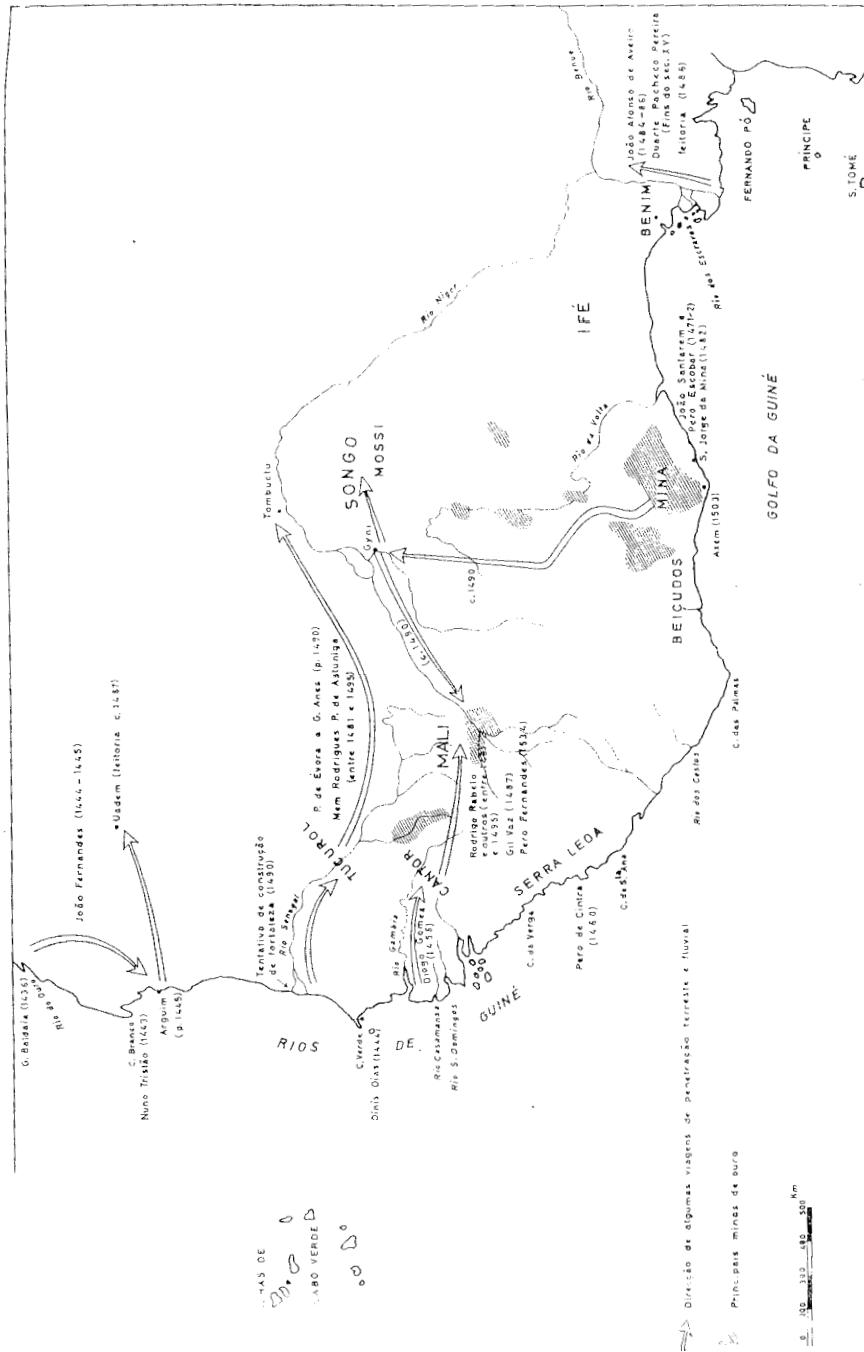 G. Baldaia (1436)
Rio do Ouro
João Fernandes (1444-1445)
Uadem (feitoria c. 1487)
C. Branco
Nuno Tristão (1443)
Arguim
(p. 1445)
Tentativa de construção
de fortaleza (1490)
Rio Senegal
TUCUROL
P. de Évora a G. Anes (p. 1490)
Mem Rodrigues P. de Astuniga
(entre 1481 e 1495)
Tombuctu
Rio Niger
SONGO
MOSSI
Gyni
(c. 1490)
c. 1490
RIOS DE GUINÉ
C. Verde
Dinis Dias (1444)
Rio Gambia
Diogo Gomes
(1456)
Rio Casamansa
Rio S. Domingos
CANTOR
MALI
Rodrigo Rabelo
e outros (entre 1481
e 1495)
Gil Vaz (1487)
Pero Fernandes (1534)
ILHAS DE
CABO VERDE
C. da Verga
SERRA LEOA
Pero de Cintra
(1460)
C. de Sta Ana
Rio dos Cestos
C. das Palmas
BEIÇUDOS
MINA
Axem (1503)
Rio da Volta
João Santarem e
Pero Escobar (1471-2)
S. Jorge da Mina (1482)
IFÉ
BENIM
Rio dos Escravos
Rio Benue
João Afonso de Aveiro
(1484-86)
Duarte Pacheco Pereira
(Fins do sec. XV)
feitoria (1486)
FERNANDO PÓ
PRÍNCIPE
S. TOMÉ
GOLFO DA GUINÉ
Direcção de algumas viagens de penetração terrestre e fluvial
Principais minas de ouro
Km